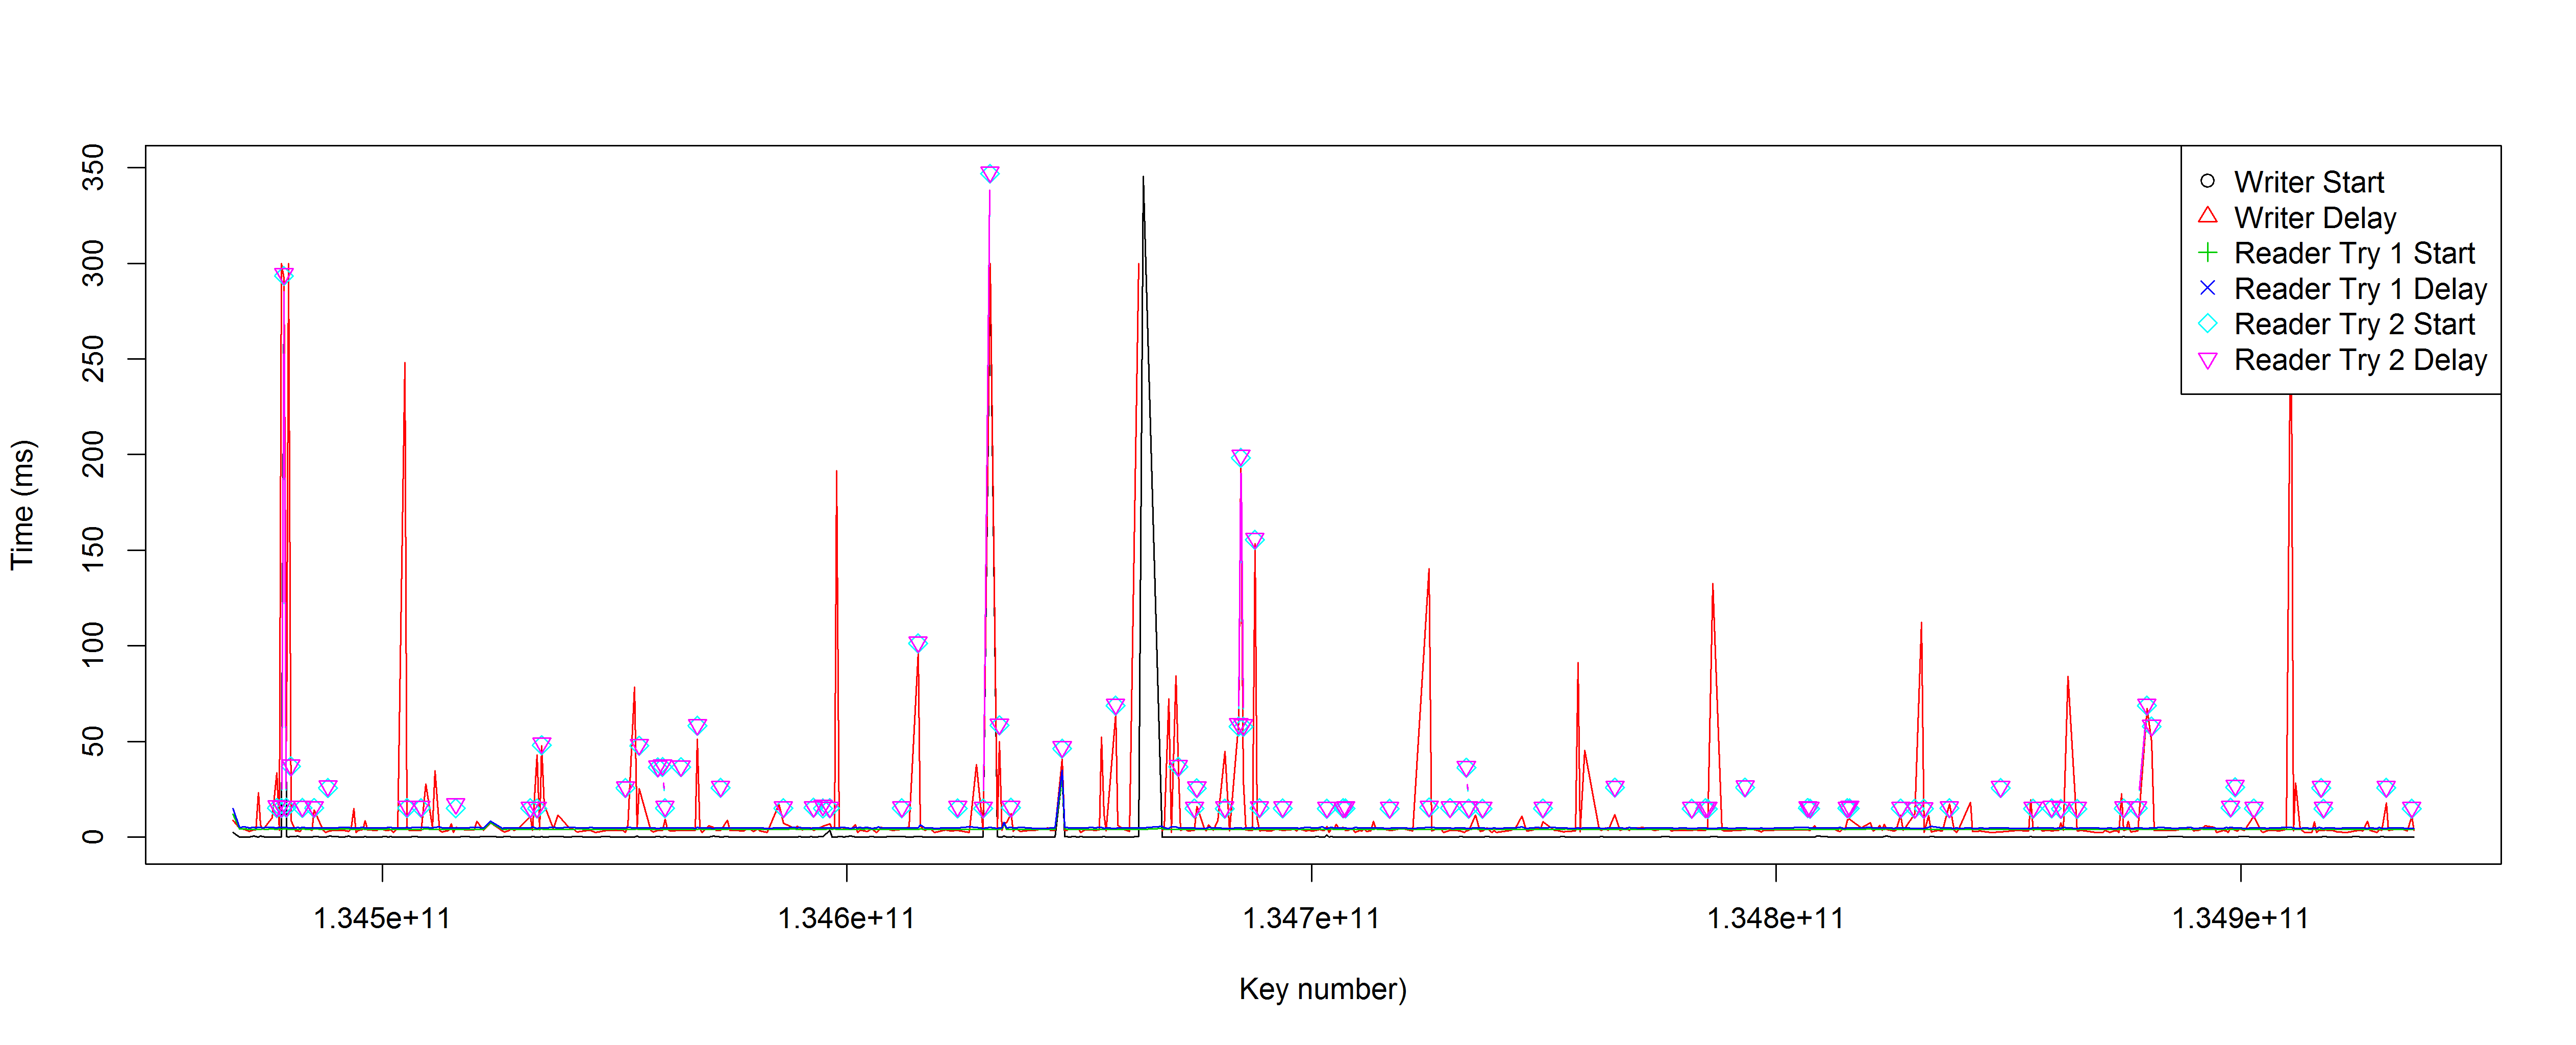 350
300
250
200
150
100
50
0
Time (ms)
Writer Start
Writer Delay
Reader Try 1 Start
Reader Try 1 Delay
Reader Try 2 Start
Reader Try 2 Delay
1.345e+11
1.346e+11
1.347e+11
1.348e+11
1.349e+11
Key number)